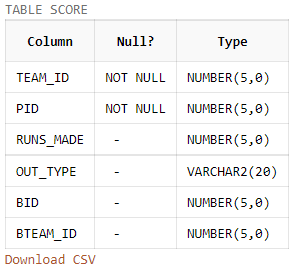 TABLE SCORE
Column Null? Type
TEAM_ID NOT NULL NUMBER(5,0)
PID NOT NULL NUMBER(5,0)
RUNS_MADE - NUMBER(5,0)
OUT_TYPE - VARCHAR2(20)
BID - NUMBER(5,0)
BTEAM_ID - NUMBER(5,0)
Download CSV